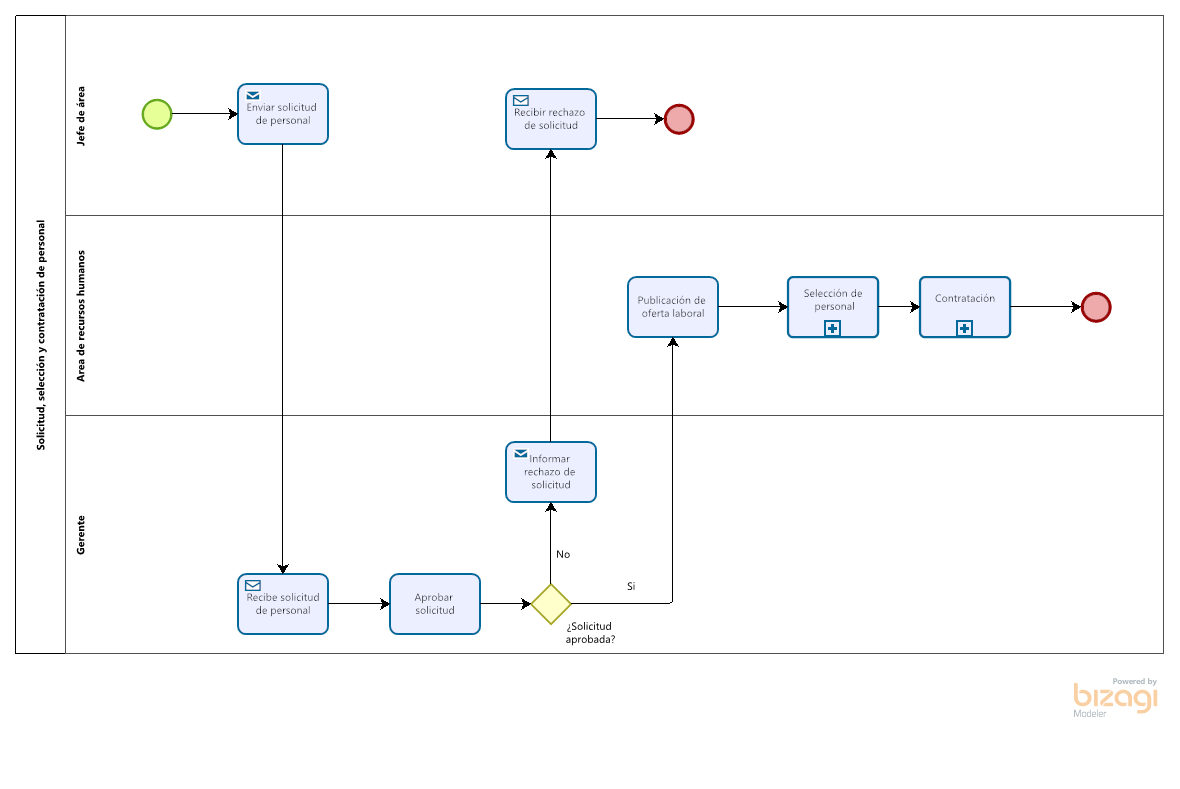 Solicitud, selección y contratación de personal
Jefe de área
Enviar solicitud
de personal
Recibir rechazo
de solicitud
Area de recursos humanos
Publicación de
oferta laboral
Selección de
personal
Contratación
Gerente
Informar
rechazo de
solicitud
No
Si
Recibe solicitud
de personal
Aprobar
solicitud
¿Solicitud
aprobada?
Powered by
bizagi
Modeler